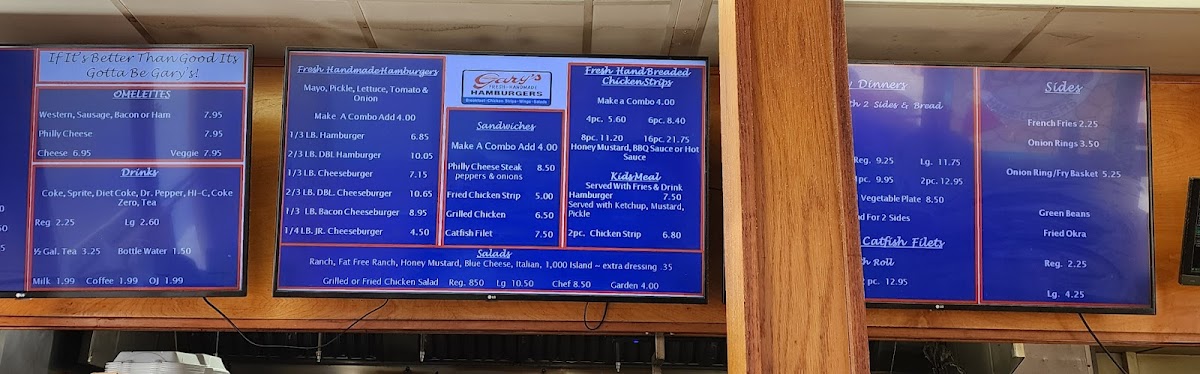 If It's Better Than Good Its
Gotta Be Gary's!
OMELETTES
Western, Sausage, Bacon or Ham 7.95
Philly Cheese 7.95
Cheese 6.95 Veggie 7.95
Drinks
Coke, Sprite, Diet Coke, Dr. Pepper, Hi-C, Coke
Zero, Tea
Reg 2.25 Lg 2.60
½ Gal. Tea 3.25 Bottle Water 1.50
Milk 1.99 Coffee 1.99 OJ 1.99
Fresh Handmade Hamburgers
Mayo, Pickle, Lettuce, Tomato &
Onion
Make A Combo Add 4.00
1/3 LB. Hamburger 6.85
2/3 LB. DBL Hamburger 10.05
1/3 LB. Cheeseburger 7.15
2/3 LB. DBL. Cheeseburger 10.65
1/3 LB. Bacon Cheeseburger 8.95
1/4 LB. JR. Cheeseburger 4.50
Gary's
FRESH-HANDMADE
HAMBURGERS
Breakfast-Chicken Strips-Wings-Salads
Sandwiches
Make A Combo Add 4.00
Philly Cheese Steak 8.50
peppers & onions
Fried Chicken Strip 5.00
Grilled Chicken 6.50
Catfish Filet 7.50
Fresh Hand Breaded
Chicken Strips
Make a Combo 4.00
4pc. 5.60 6pc. 8.40
8pc. 11.20 16pc. 21.75
Honey Mustard, BBQ Sauce or Hot
Sauce
Kids Meal
Served With Fries & Drink
Hamburger 7.50
Served with Ketchup, Mustard,
Pickle
2pc. Chicken Strip 6.80
Salads
Ranch, Fat Free Ranch, Honey Mustard, Blue Cheese, Italian, 1,000 Island ~ extra dressing .35
Grilled or Fried Chicken Salad Reg. 850 Lg 10.50 Chef 8.50 Garden 4.00
LG
Dinners
2 Sides & Bread
Reg. 9.25 Lg. 11.75
9.95 2pc. 12.95
Vegetable Plate 8.50
For 2 Sides
Catfish Filets
Roll
pc. 12.95
Sides
French Fries 2.25
Onion Rings 3.50
Onion Ring/Fry Basket 5.25
Green Beans
Fried Okra
Reg. 2.25
Lg. 4.25
LG